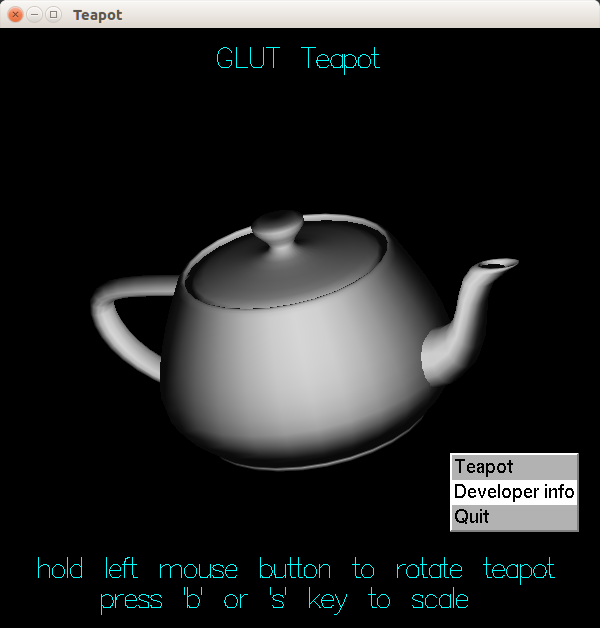 Teapot
GLUT Teapot
Teapot
Developer info
Quit
hold left mouse button to rotate teapot
press 'b' or 's' key to scale